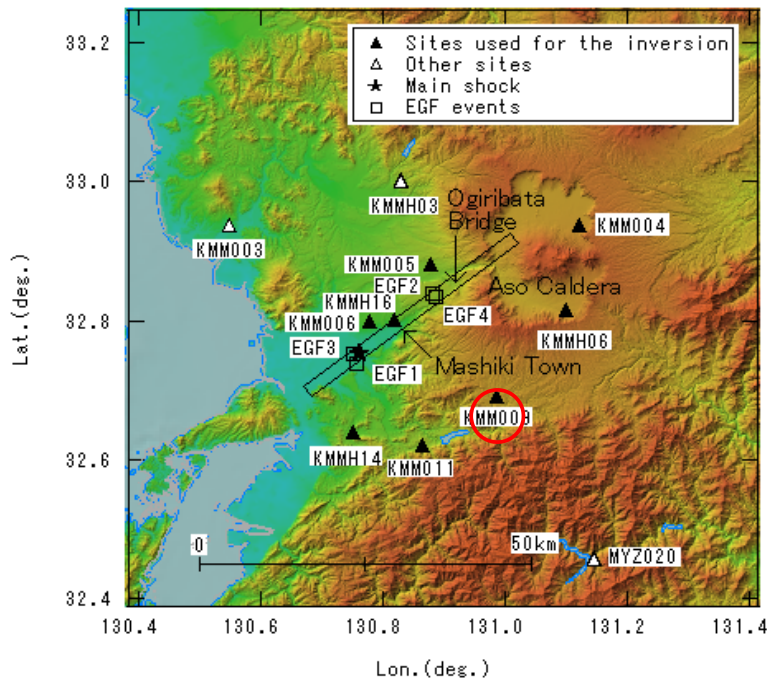 33.2
33.0
32.8
32.6
32.4
Lat.(deg.)
Sites used for the inversion
Other sites
Main shock
EGF events
KMMH03
Ogiribata
Bridge
KMM004
KMM003
KMM005
EGF2
Aso Caldera
KMMH16
EGF4
KMM006
KMMH06
EGF3
Mashiki Town
EGF1
KMM009
KMMH14
KMM011
0
50km
MYZ020
130.4
130.6
130.8
131.0
131.2
131.4
Lon.(deg.)